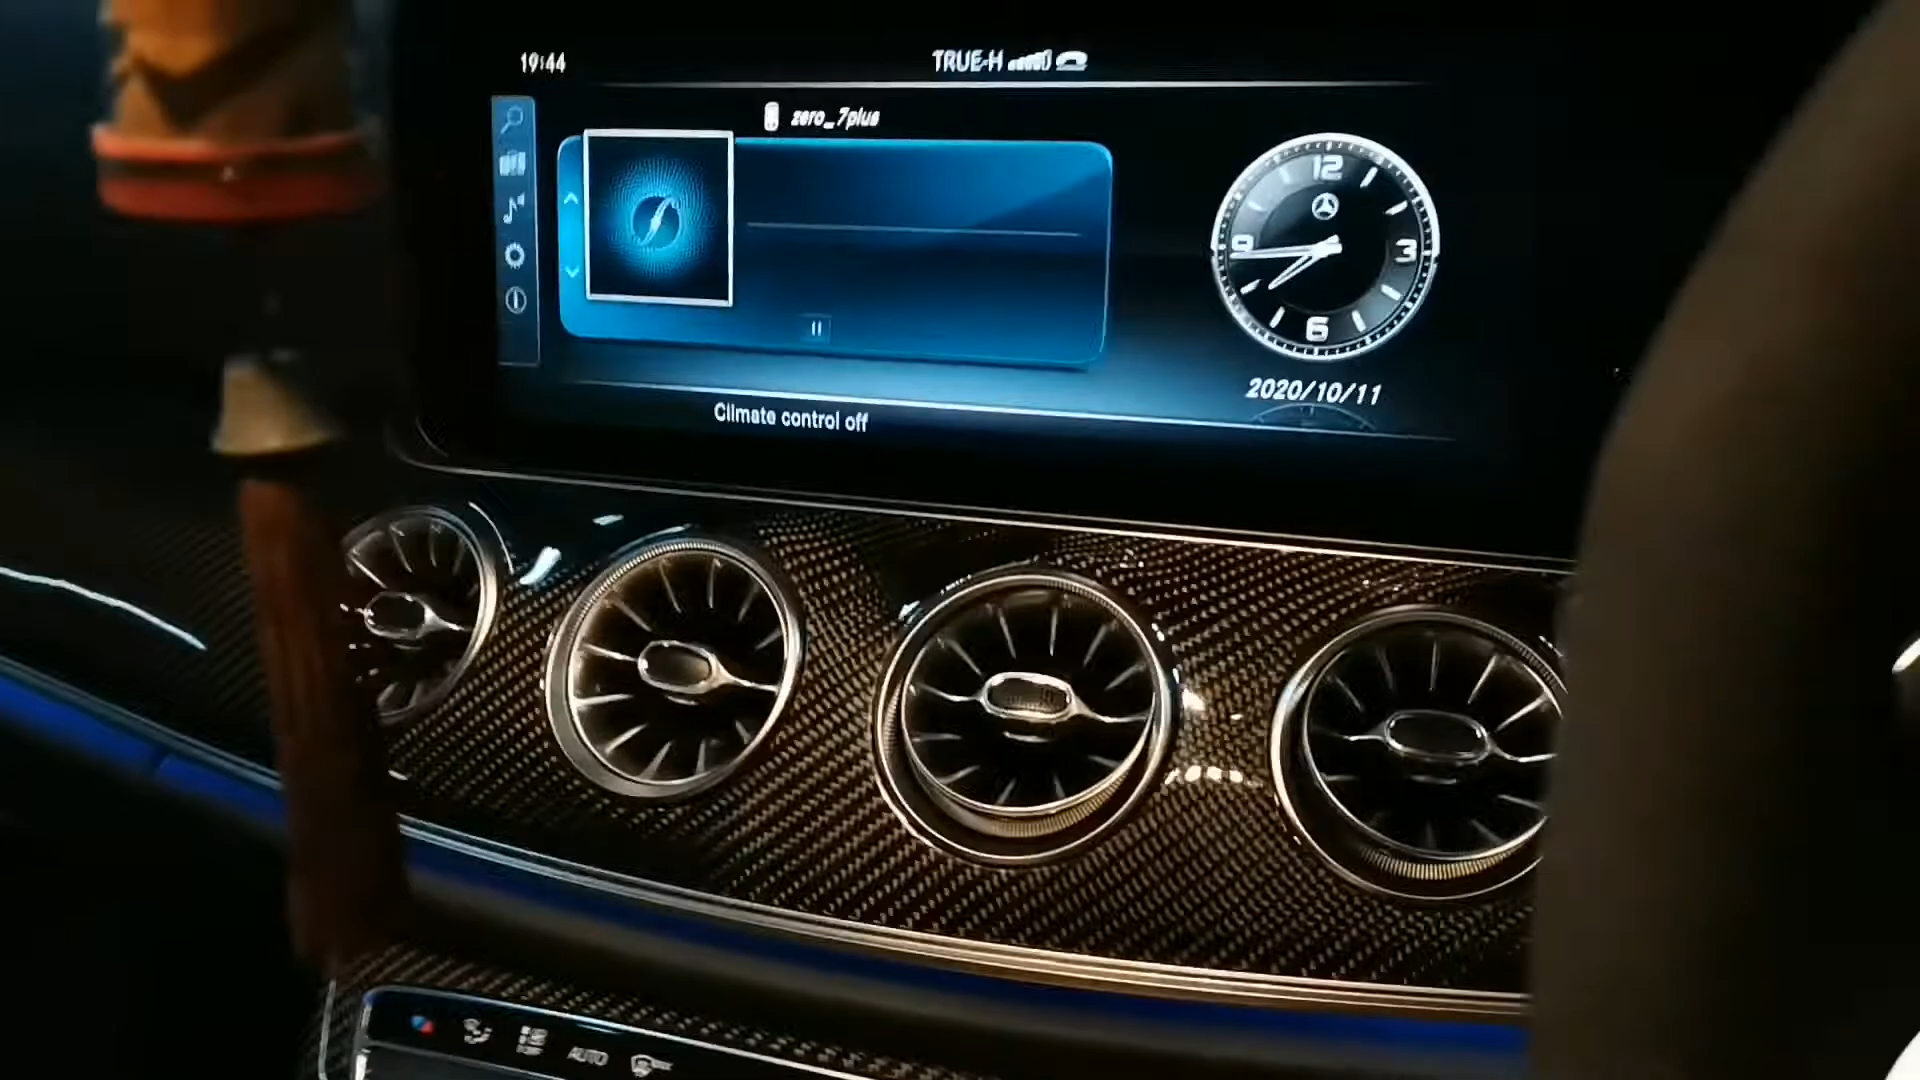 19:44
TRUE-H
zero_7plus
12
9
3
6
2020/10/11
Climate control off
AUTO